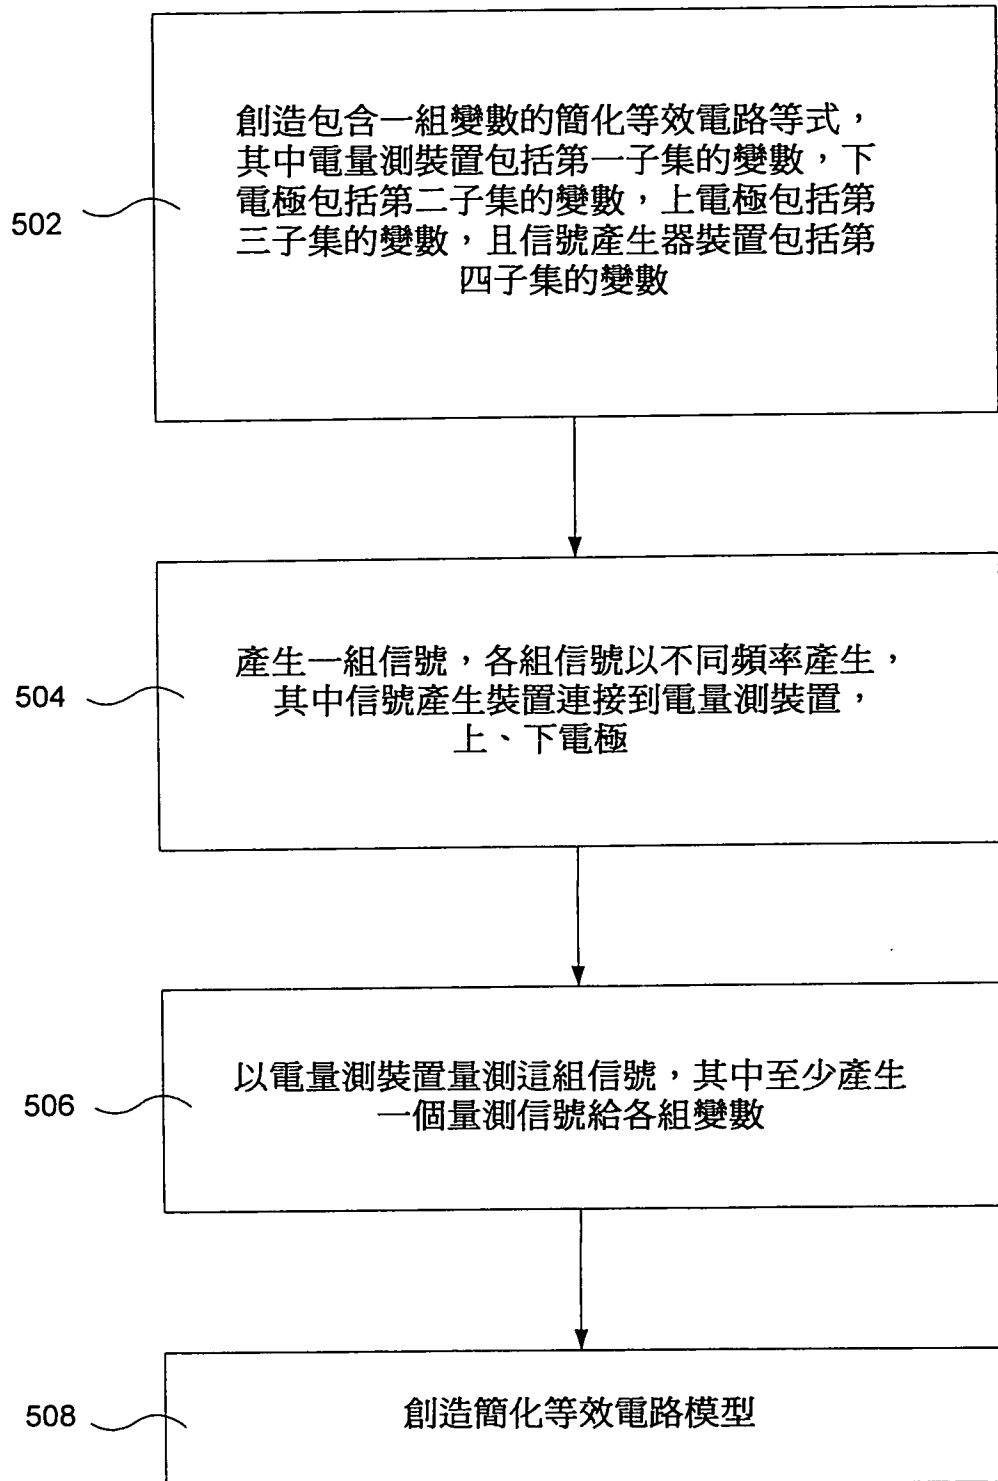 創造包含一組變數的簡化等效電路等式，
其中電量測裝置包括第一子集的變數，下
電極包括第二子集的變數，上電極包括第
三子集的變數，且信號產生器裝置包括第
四子集的變數
502
產生一組信號，各組信號以不同頻率產生，
其中信號產生裝置連接到電量測裝置，
上、下電極
504
以電量測裝置量測這組信號，其中至少產生
一個量測信號給各組變數
506
創造簡化等效電路模型
508